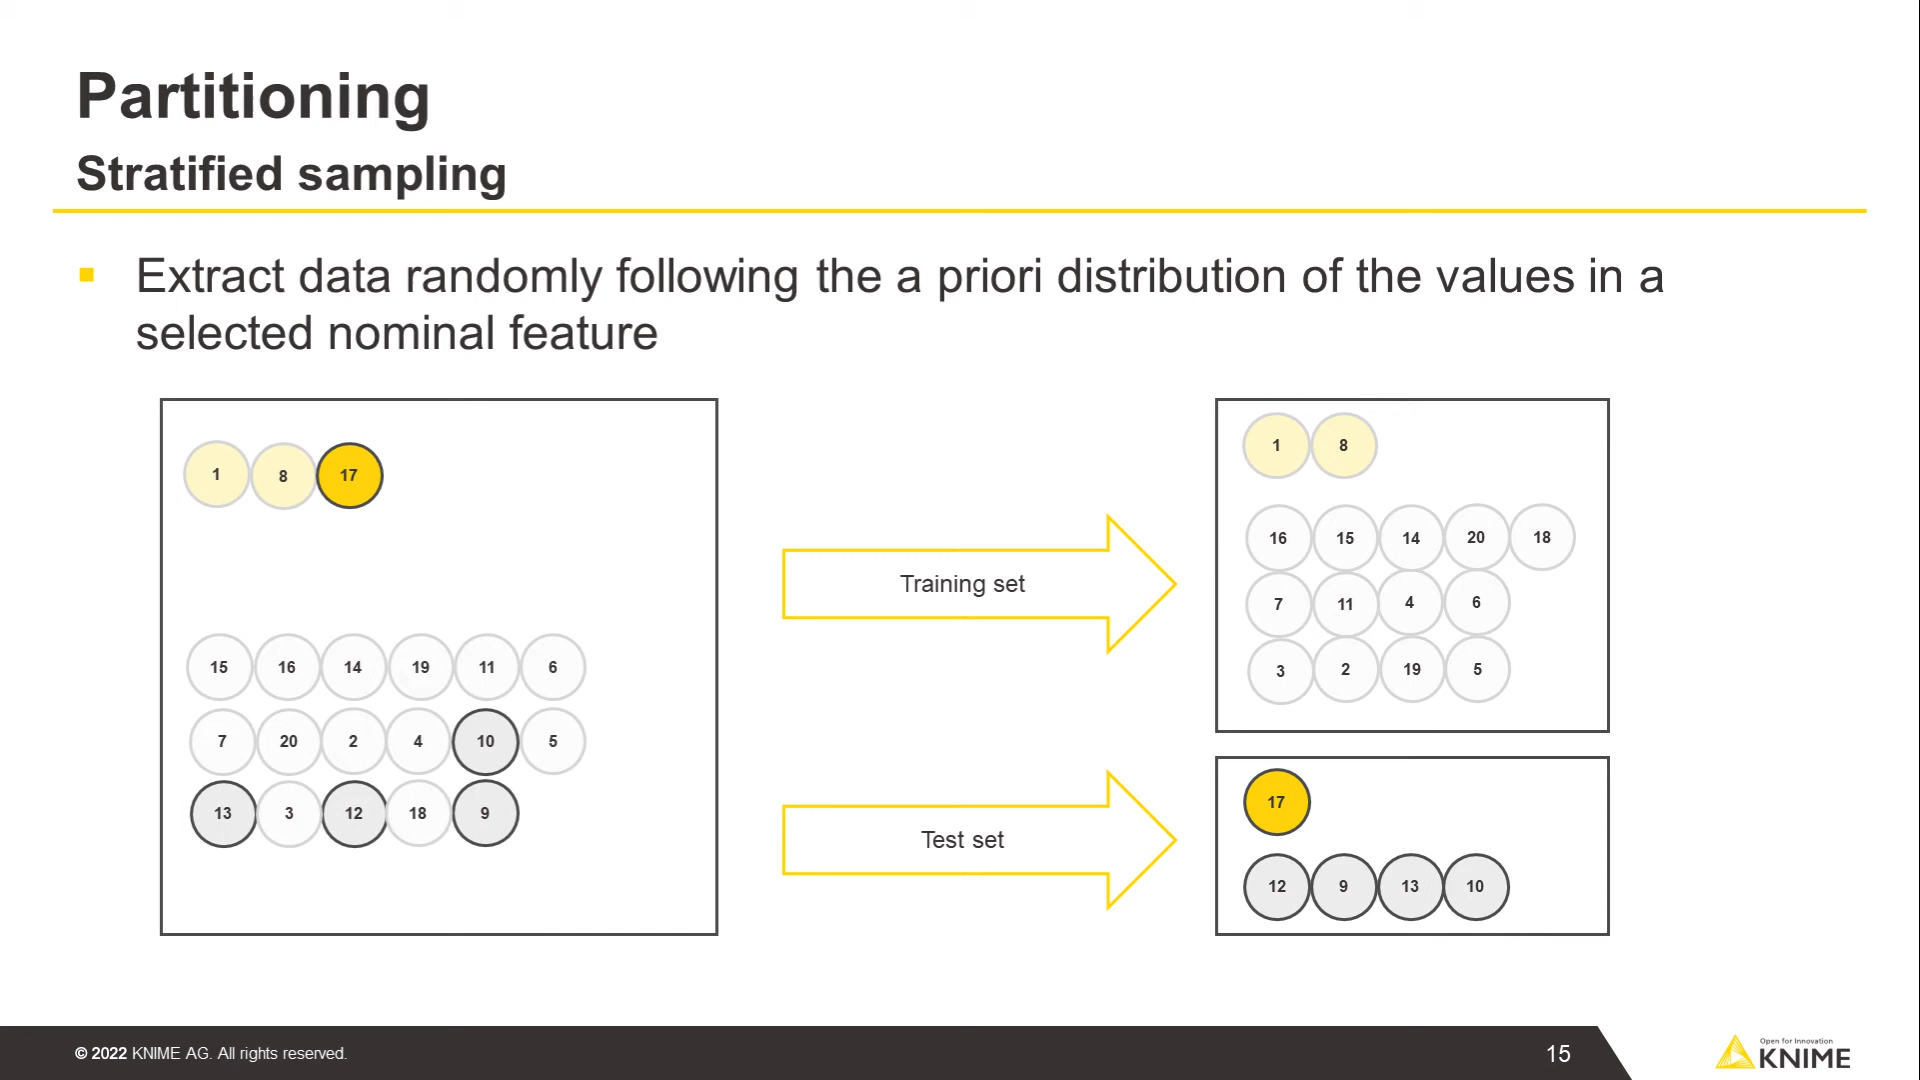 Partitioning
Stratified sampling
Extract data randomly following the a priori distribution of the values in a
selected nominal feature
1 8 17
15 16 14 19 11 6
7 20 2 4 10 5
13 3 12 18 9
Training set
Test set
1 8
16 15 14 20 18
7 11 4 6
3 2 19 5
17
12 9 13 10
© 2022 KNIME AG. All rights reserved.
15
Open for Innovation
KNIME